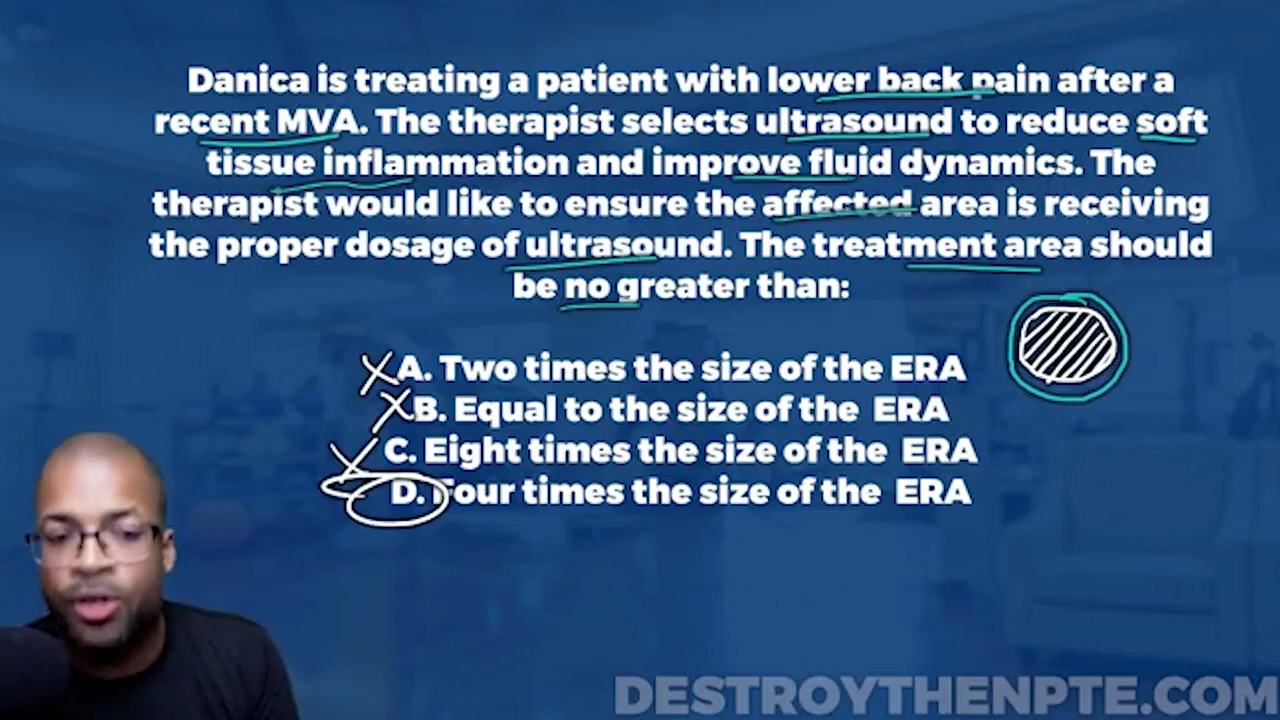 Danica is treating a patient with lower back pain after a
recent MVA. The therapist selects ultrasound to reduce soft
tissue inflammation and improve fluid dynamics. The
therapist would like to ensure the affected area is receiving
the proper dosage of ultrasound. The treatment area should
be no greater than:
A. Two times the size of the ERA
B. Equal to the size of the ERA
C. Eight times the size of the ERA
D. Four times the size of the ERA
DESTROYTHENPTE.COM